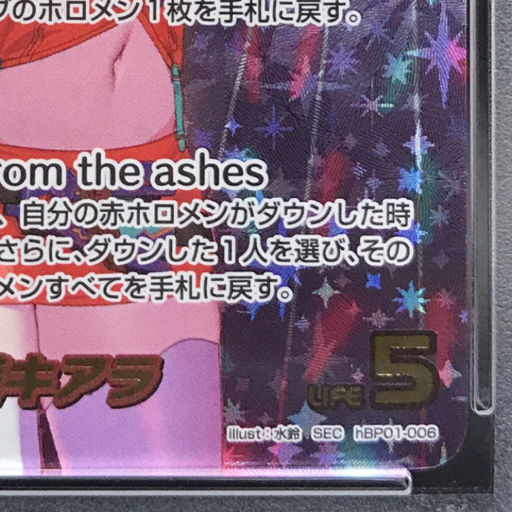 プのホロメン1枚を手札に戻す。
rom the ashes
、自分の赤ホロメンがダウンした時
さらに、ダウンした1人を選び、その
メンすべてを手札に戻す。
キアラ
LIFE 5
illust:水鈴 SEC hBP01-006